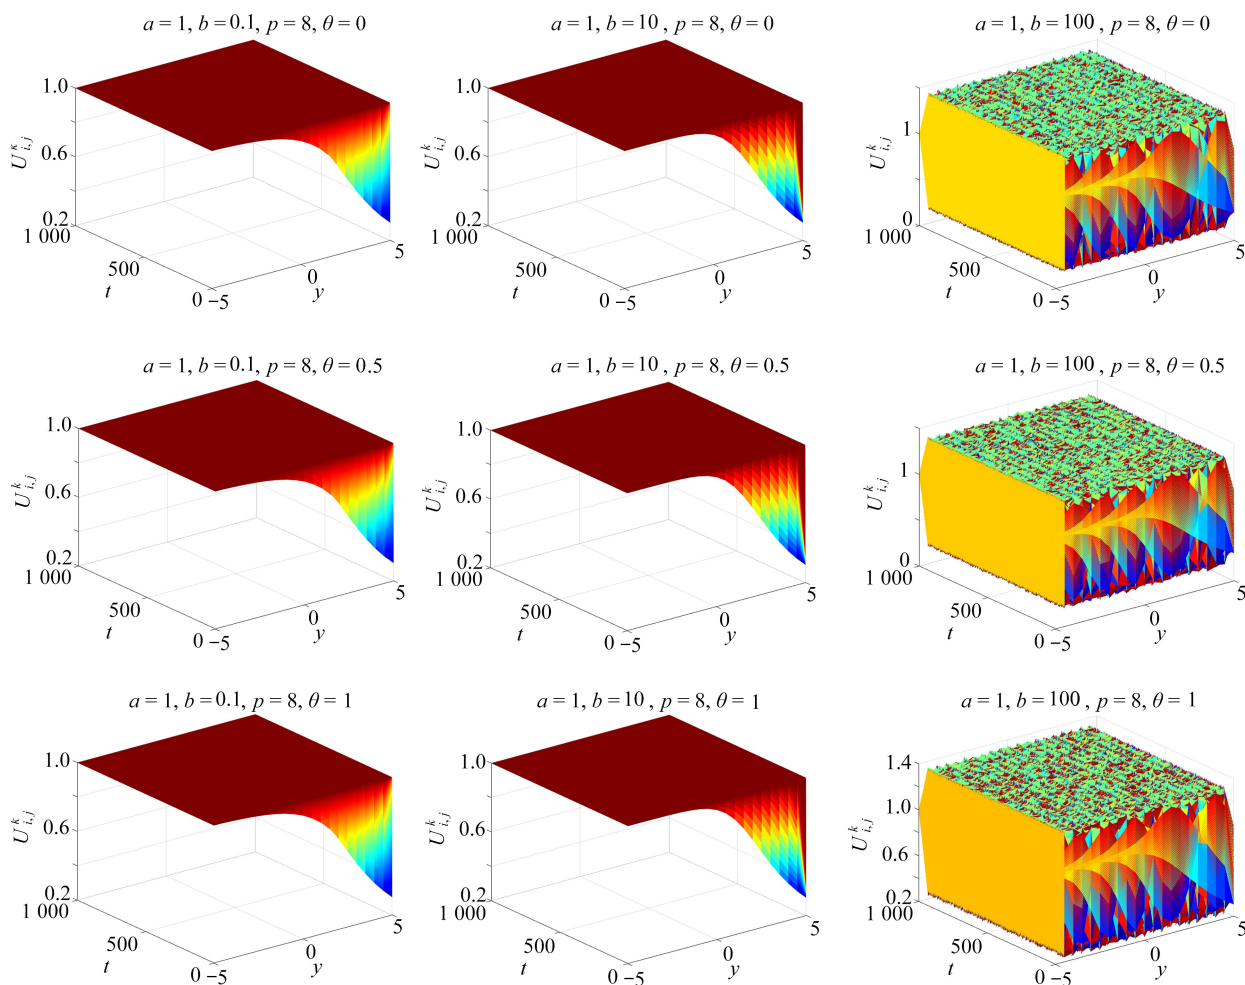 a = 1, b = 0.1, p = 8, θ = 0
1.0
0.6
0.2
U^k_{i,j}
1 000
500
0
t
−5
0
5
y
a = 1, b = 10, p = 8, θ = 0
1.0
0.6
0.2
U^k_{i,j}
1 000
500
0
t
−5
0
5
y
a = 1, b = 100, p = 8, θ = 0
1
0
U^k_{i,j}
1 000
500
0
t
−5
0
5
y
a = 1, b = 0.1, p = 8, θ = 0.5
1.0
0.6
0.2
U^k_{i,j}
1 000
500
0
t
−5
0
5
y
a = 1, b = 10 , p = 8, θ = 0.5
1.0
0.6
0.2
U^k_{i,j}
1 000
500
0
t
−5
0
5
y
a = 1, b = 100 , p = 8, θ = 0.5
1
0
U^k_{i,j}
1 000
500
0
t
−5
0
5
y
a = 1, b = 0.1, p = 8, θ = 1
1.0
0.6
0.2
U^k_{i,j}
1 000
500
0
t
−5
0
5
y
a = 1, b = 10 , p = 8, θ = 1
1.0
0.6
0.2
U^k_{i,j}
1 000
500
0
t
−5
0
5
y
a = 1, b = 100, p = 8, θ = 1
1.4
1.0
0.6
0.2
U^k_{i,j}
1 000
500
0
t
−5
0
5
y